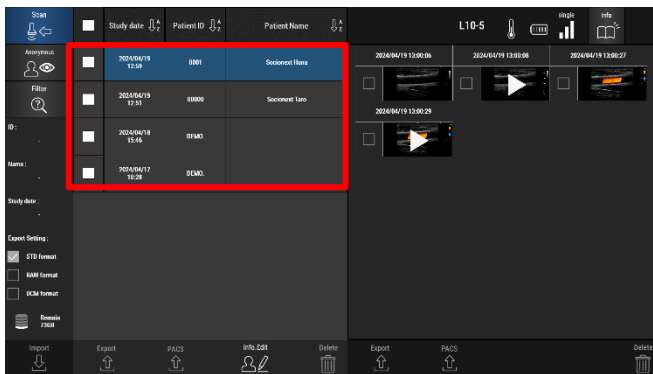 Scan
Study date
Patient ID
Patient Name
L10-5
single
Info
Anonymous
2024/04/19
12:59
0001
Socionext Hana
2024/04/19 13:00:06
2024/04/19 13:00:08
2024/04/19 13:00:27
Filter
2024/04/19
12:51
00000
Socionext Taro
2024/04/19 13:00:29
ID :
.
2024/04/18
15:46
DEMO.
Name :
.
2024/04/17
10:28
DEMO.
Study date :
.
Export Setting :
STD format
RAW format
DCM format
Remain
73GB
Import
Export
PACS
Info.Edit
Delete
Export
PACS
Delete